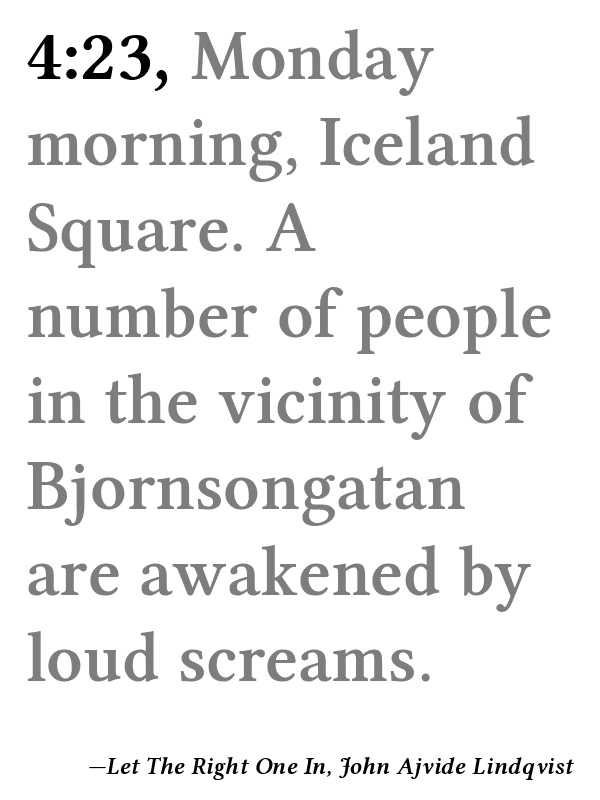 4:23, Monday
morning, Iceland
Square. A
number of people
in the vicinity of
Bjornsongatan
are awakened by
loud screams.
—Let The Right One In, John Ajvide Lindqvist